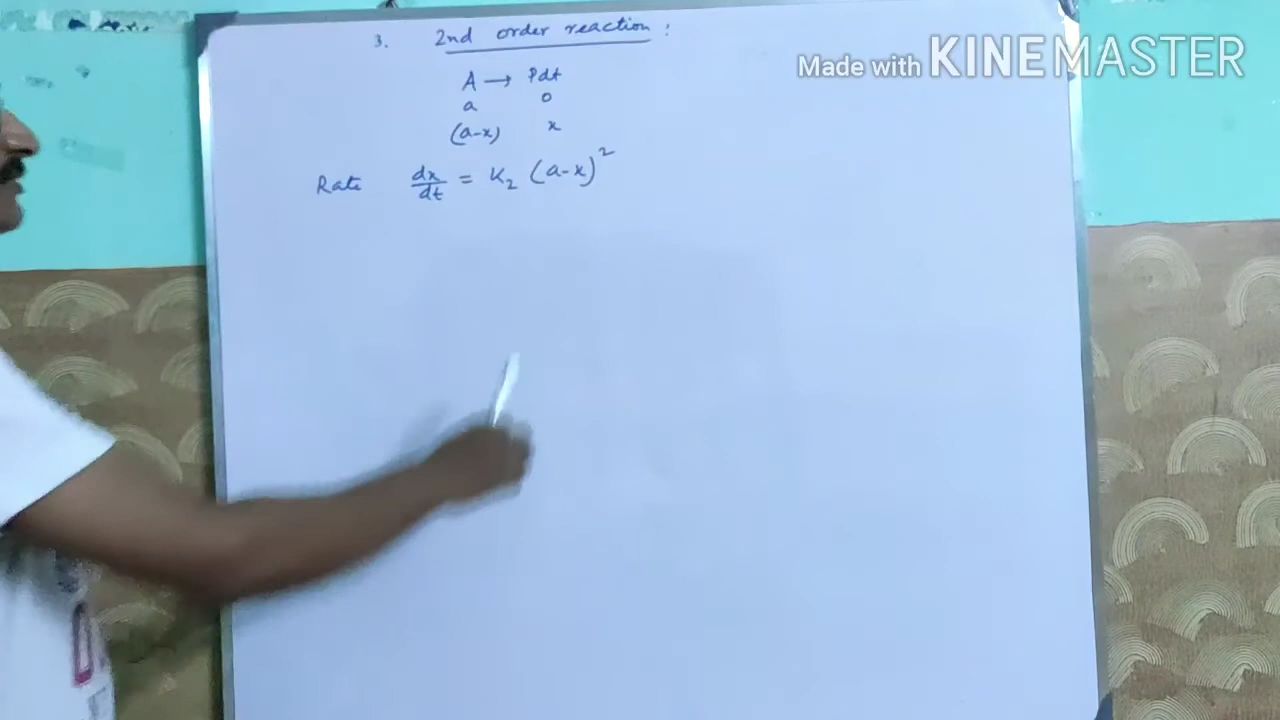 Made with KINEMASTER
3. 2nd order reaction :
A → Pdt
a 0
(a-x) x
Rate dx/dt = K₂ (a-x)²